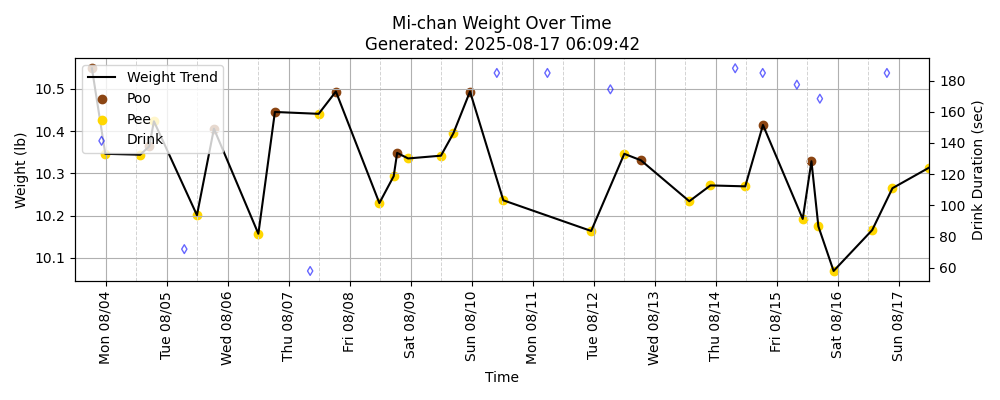 Mi-chan Weight Over Time
Generated: 2025-08-17 06:09:42
Weight Trend
Poo
Pee
Drink
Weight (lb)
10.5
10.4
10.3
10.2
10.1
180
160
140
120
100
80
60
Drink Duration (sec)
Mon 08/04
Tue 08/05
Wed 08/06
Thu 08/07
Fri 08/08
Sat 08/09
Sun 08/10
Mon 08/11
Tue 08/12
Wed 08/13
Thu 08/14
Fri 08/15
Sat 08/16
Sun 08/17
Time